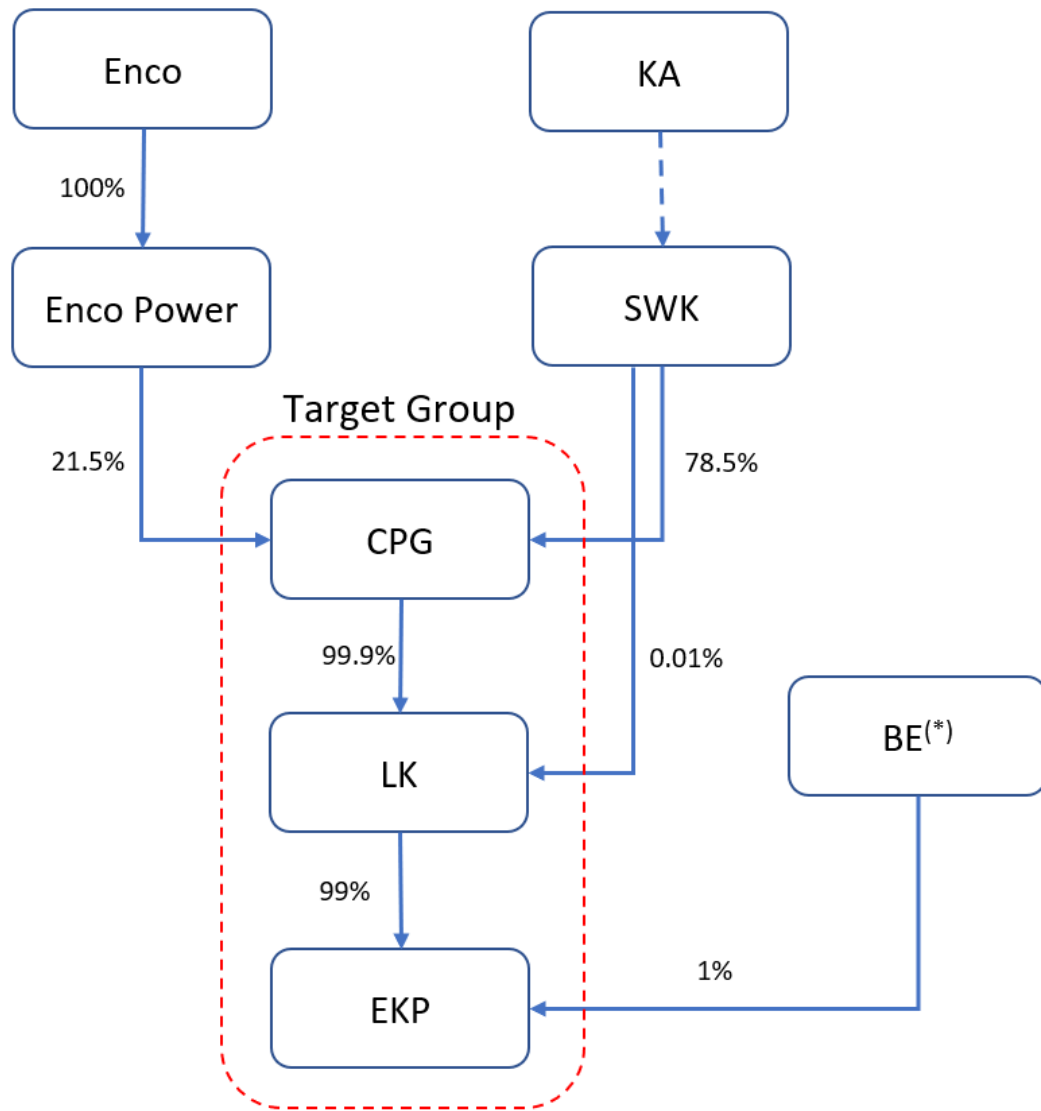 Enco
KA
100%
Enco Power
SWK
Target Group
21.5%
78.5%
CPG
99.9%
0.01%
BE(*)
LK
99%
1%
EKP